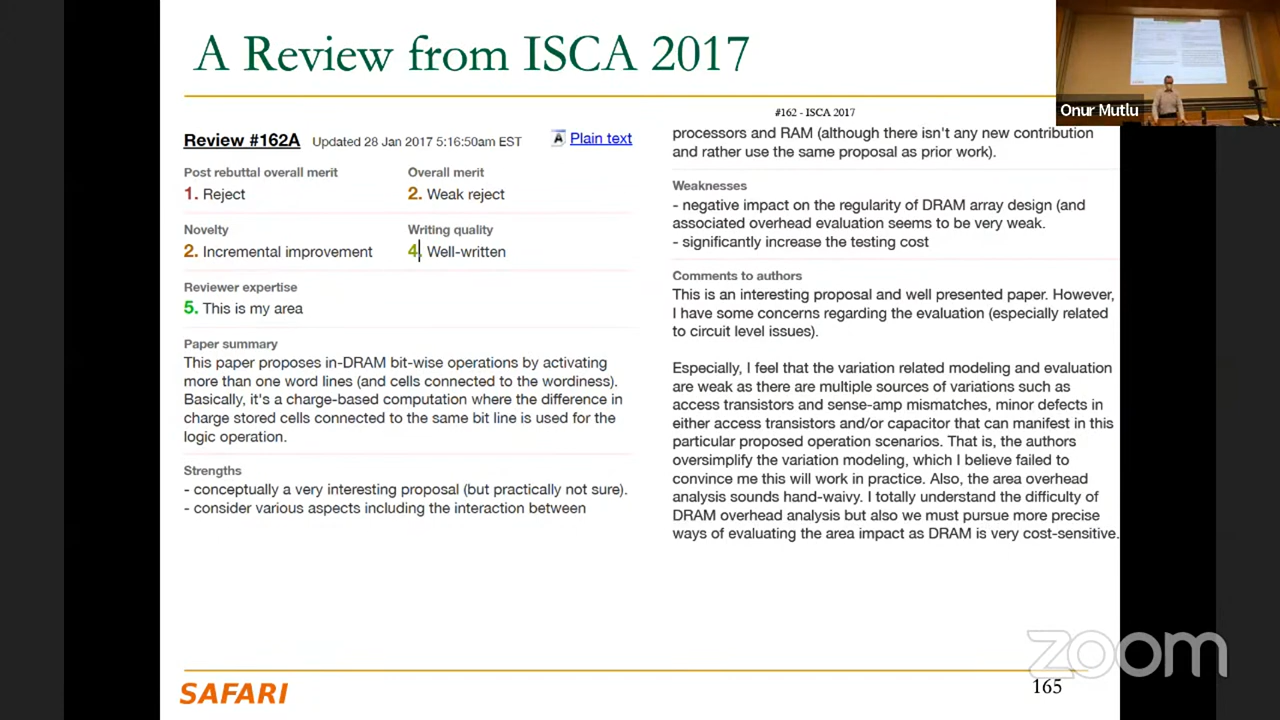 A Review from ISCA 2017
Onur Mutlu
#162 - ISCA 2017
Review #162A Updated 28 Jan 2017 5:16:50am EST A Plain text
Post rebuttal overall merit Overall merit
1. Reject 2. Weak reject
Novelty Writing quality
2. Incremental improvement 4. Well-written
Reviewer expertise
5. This is my area
Paper summary
This paper proposes in-DRAM bit-wise operations by activating
more than one word lines (and cells connected to the wordiness).
Basically, it's a charge-based computation where the difference in
charge stored cells connected to the same bit line is used for the
logic operation.
Strengths
- conceptually a very interesting proposal (but practically not sure).
- consider various aspects including the interaction between
processors and RAM (although there isn't any new contribution
and rather use the same proposal as prior work).
Weaknesses
- negative impact on the regularity of DRAM array design (and
associated overhead evaluation seems to be very weak.
- significantly increase the testing cost
Comments to authors
This is an interesting proposal and well presented paper. However,
I have some concerns regarding the evaluation (especially related
to circuit level issues).
Especially, I feel that the variation related modeling and evaluation
are weak as there are multiple sources of variations such as
access transistors and sense-amp mismatches, minor defects in
either access transistors and/or capacitor that can manifest in this
particular proposed operation scenarios. That is, the authors
oversimplify the variation modeling, which I believe failed to
convince me this will work in practice. Also, the area overhead
analysis sounds hand-waivy. I totally understand the difficulty of
DRAM overhead analysis but also we must pursue more precise
ways of evaluating the area impact as DRAM is very cost-sensitive.
zoom
SAFARI
165